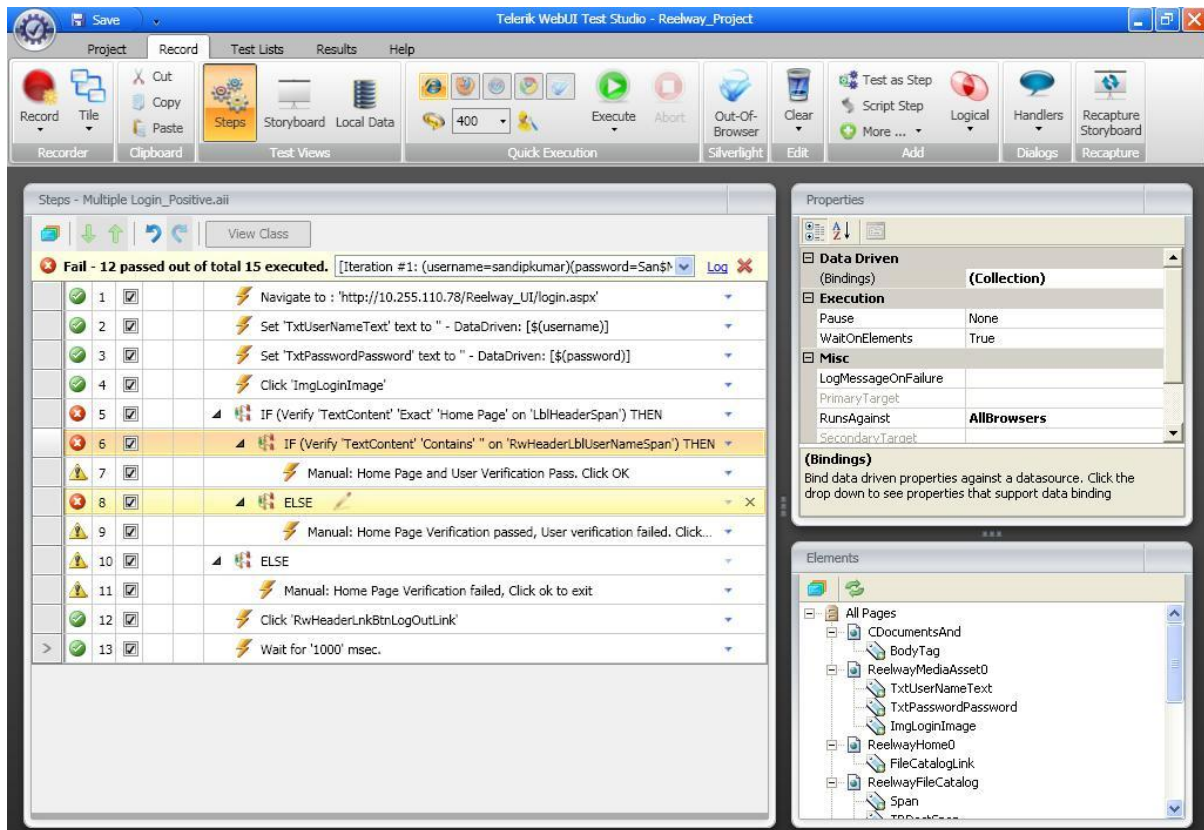 Save
Telerik WebUI Test Studio - Reelway_Project
Project Record Test Lists Results Help
Record Tile Cut Copy Paste Steps Storyboard Local Data 400 Execute Abort Out-Of-Browser Clear Test as Step Script Step More ... Logical Handlers Recapture Storyboard
Recorder Clipboard Test Views Quick Execution Silverlight Edit Add Dialogs Recapture
Steps - Multiple Login_Positive.aii
View Class
Fail - 12 passed out of total 15 executed. [Iteration #1: (username=sandipkumar)(password=San$ Log
1 Navigate to : 'http://10.255.110.78/Reelway_UI/login.aspx'
2 Set 'TxtUserNameText' text to '' - DataDriven: [$(username)]
3 Set 'TxtPasswordPassword' text to '' - DataDriven: [$(password)]
4 Click 'ImgLoginImage'
5 IF (Verify 'TextContent' 'Exact' 'Home Page' on 'LblHeaderSpan') THEN
6 IF (Verify 'TextContent' 'Contains' '' on 'RwHeaderLblUserNameSpan') THEN
7 Manual: Home Page and User Verification Pass. Click OK
8 ELSE
9 Manual: Home Page Verification passed, User verification failed. Click...
10 ELSE
11 Manual: Home Page Verification failed, Click ok to exit
12 Click 'RwHeaderLnkBtnLogOutLink'
13 Wait for '1000' msec.
Properties
Data Driven
(Bindings) (Collection)
Execution
Pause None
WaitOnElements True
Misc
LogMessageOnFailure
PrimaryTarget
RunsAgainst AllBrowsers
SecondaryTarget
(Bindings)
Bind data driven properties against a datasource. Click the
drop down to see properties that support data binding
Elements
All Pages
CDocumentsAnd
BodyTag
ReelwayMediaAsset0
TxtUserNameText
TxtPasswordPassword
ImgLoginImage
ReelwayHome0
FileCatalogLink
ReelwayFileCatalog
Span